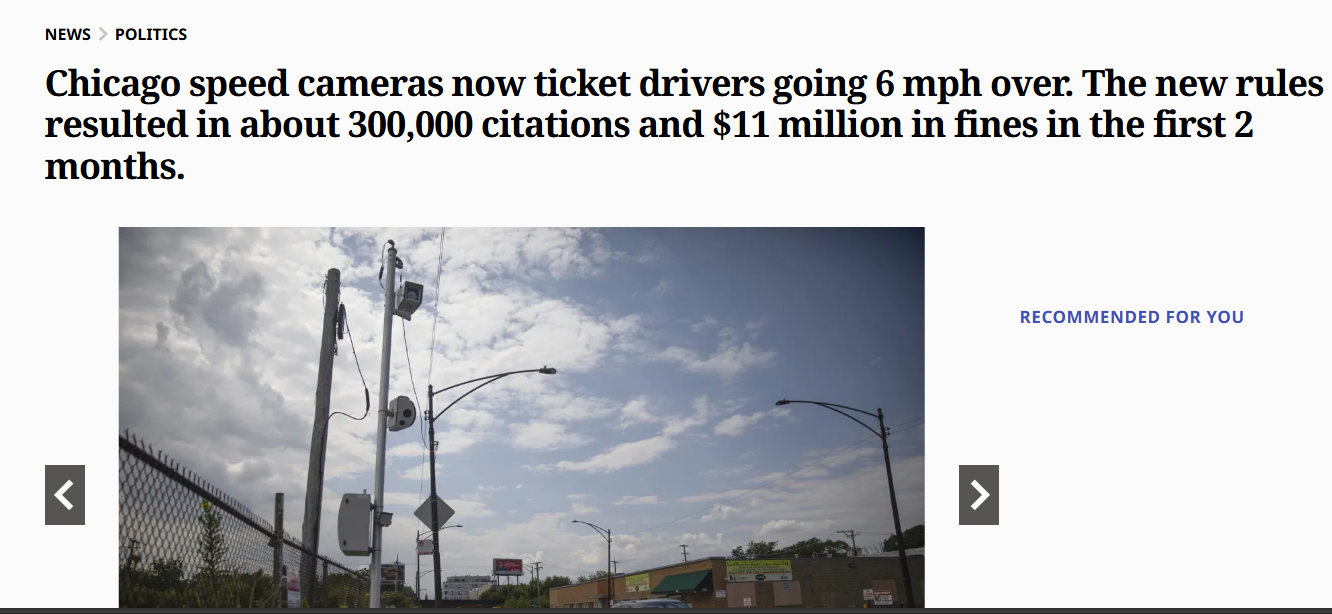 NEWS > POLITICS
Chicago speed cameras now ticket drivers going 6 mph over. The new rules
resulted in about 300,000 citations and $11 million in fines in the first 2
months.
RECOMMENDED FOR YOU